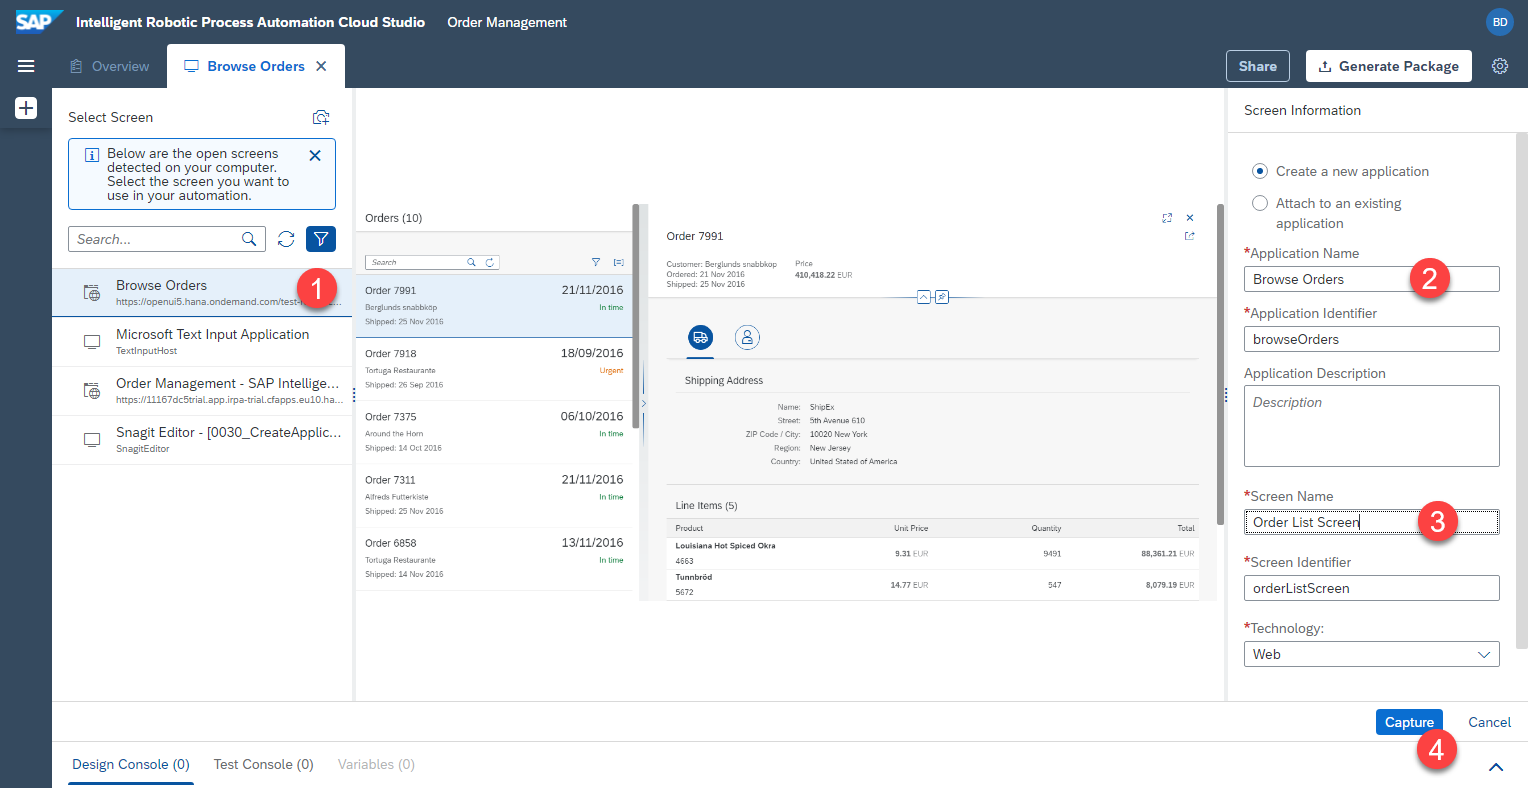 SAP Intelligent Robotic Process Automation Cloud Studio Order Management BD
Overview Browse Orders Share Generate Package
Select Screen
Below are the open screens
detected on your computer.
Select the screen you want to
use in your automation.
Search...
Browse Orders
https://openui5.hana.ondemand.com/test-
1
Microsoft Text Input Application
TextInputHost
Order Management - SAP Intellige...
https://11167dc5trial.app.irpa-trial.cfapps.eu10.ha...
Snagit Editor - [0030_CreateApplic...
SnagitEditor
Orders (10)
Search
Order 7991 21/11/2016
Berglunds snabbköp In time
Shipped: 25 Nov 2016
Order 7918 18/09/2016
Tortuga Restaurante Urgent
Shipped: 26 Sep 2016
Order 7375 06/10/2016
Around the Horn In time
Shipped: 14 Oct 2016
Order 7311 21/11/2016
Alfreds Futterkiste In time
Shipped: 25 Nov 2016
Order 6858 13/11/2016
Tortuga Restaurante In time
Shipped: 14 Nov 2016
Order 7991
Customer: Berglunds snabbköp Price
Ordered: 21 Nov 2016 410,418.22 EUR
Shipped: 25 Nov 2016
Shipping Address
Name: ShipEx
Street: 5th Avenue 610
ZIP Code / City: 10020 New York
Region: New Jersey
Country: United Stated of America
Line Items (5)
Product Unit Price Quantity Total
Louisiana Hot Spiced Okra
4663 9.31 EUR 9491 88,361.21 EUR
Tunnbröd
5672 14.77 EUR 547 8,079.19 EUR
Screen Information
Create a new application
Attach to an existing
application
*Application Name
Browse Orders 2
*Application Identifier
browseOrders
Application Description
Description
*Screen Name
Order List Screen 3
*Screen Identifier
orderListScreen
*Technology:
Web
Capture Cancel
4
Design Console (0) Test Console (0) Variables (0)